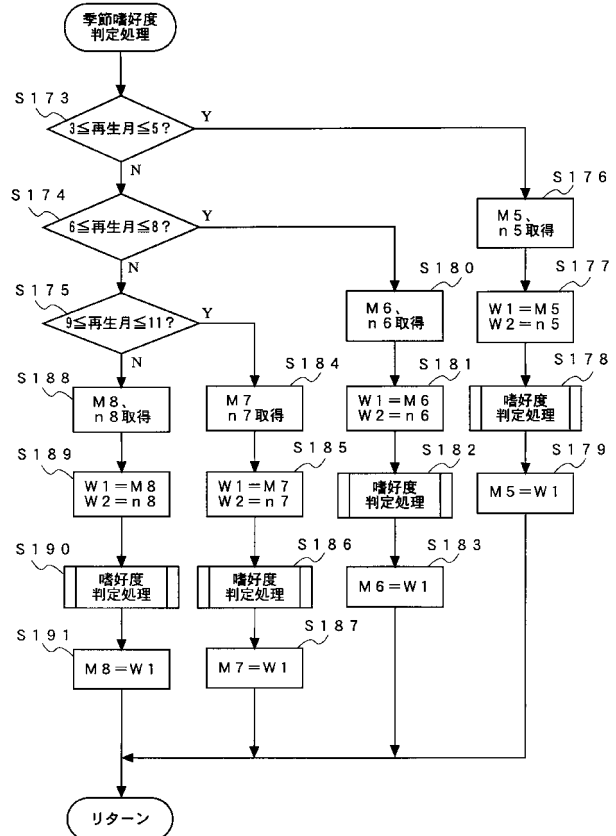 季節嗜好度
判定処理
S173
3≦再生月≦5?
Y
N
S174
6≦再生月≦8?
Y
N
S175
9≦再生月≦11?
Y
N
S176
M5、
n5取得
S177
W1=M5
W2=n5
S178
嗜好度
判定処理
S179
M5=W1
S180
M6、
n6取得
S181
W1=M6
W2=n6
S182
嗜好度
判定処理
S183
M6=W1
S184
M7
n7取得
S185
W1=M7
W2=n7
S186
嗜好度
判定処理
S187
M7=W1
S188
M8、
n8取得
S189
W1=M8
W2=n8
S190
嗜好度
判定処理
S191
M8=W1
リターン